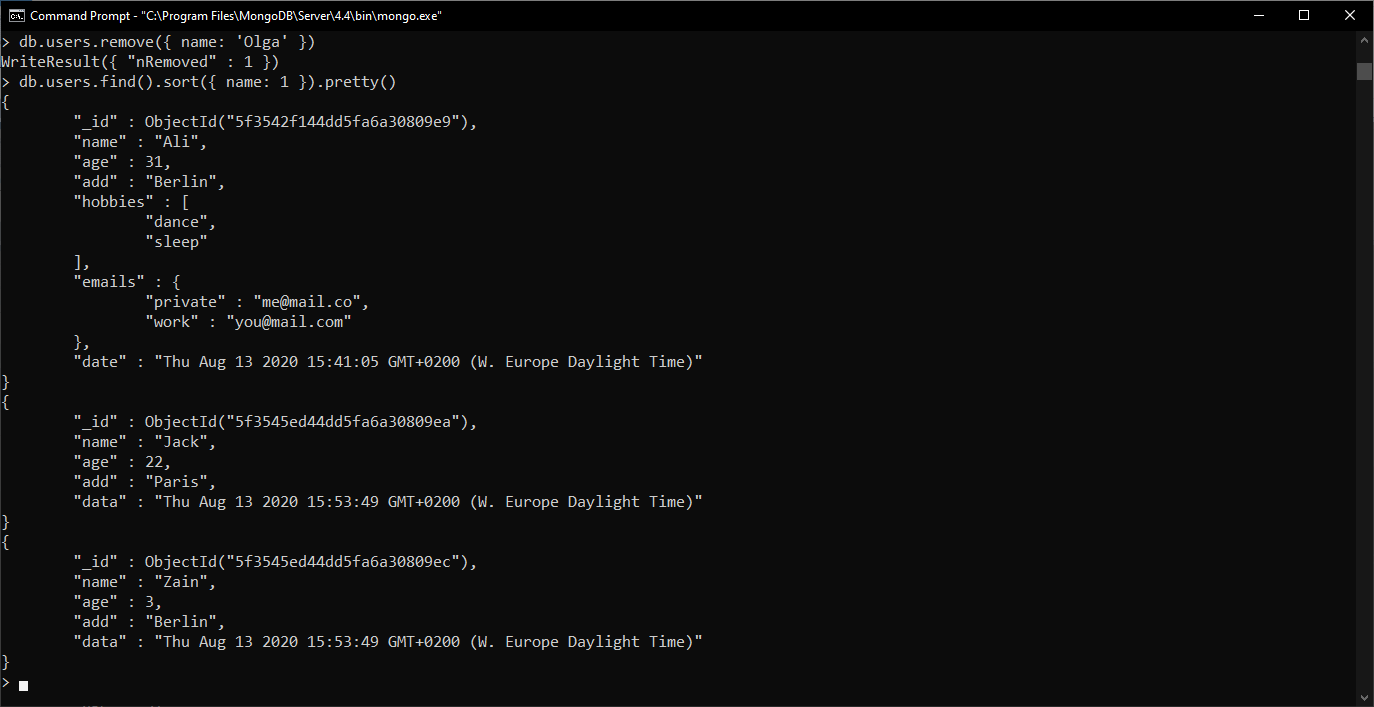 Command Prompt - "C:\Program Files\MongoDB\Server\4.4\bin\mongo.exe"
> db.users.remove({ name: 'Olga' })
WriteResult({ "nRemoved" : 1 })
> db.users.find().sort({ name: 1 }).pretty()
{
        "_id" : ObjectId("5f3542f144dd5fa6a30809e9"),
        "name" : "Ali",
        "age" : 31,
        "add" : "Berlin",
        "hobbies" : [
                "dance",
                "sleep"
        ],
        "emails" : {
                "private" : "me@mail.co",
                "work" : "you@mail.com"
        },
        "date" : "Thu Aug 13 2020 15:41:05 GMT+0200 (W. Europe Daylight Time)"
}
{
        "_id" : ObjectId("5f3545ed44dd5fa6a30809ea"),
        "name" : "Jack",
        "age" : 22,
        "add" : "Paris",
        "data" : "Thu Aug 13 2020 15:53:49 GMT+0200 (W. Europe Daylight Time)"
}
{
        "_id" : ObjectId("5f3545ed44dd5fa6a30809ec"),
        "name" : "Zain",
        "age" : 3,
        "add" : "Berlin",
        "data" : "Thu Aug 13 2020 15:53:49 GMT+0200 (W. Europe Daylight Time)"
}
>